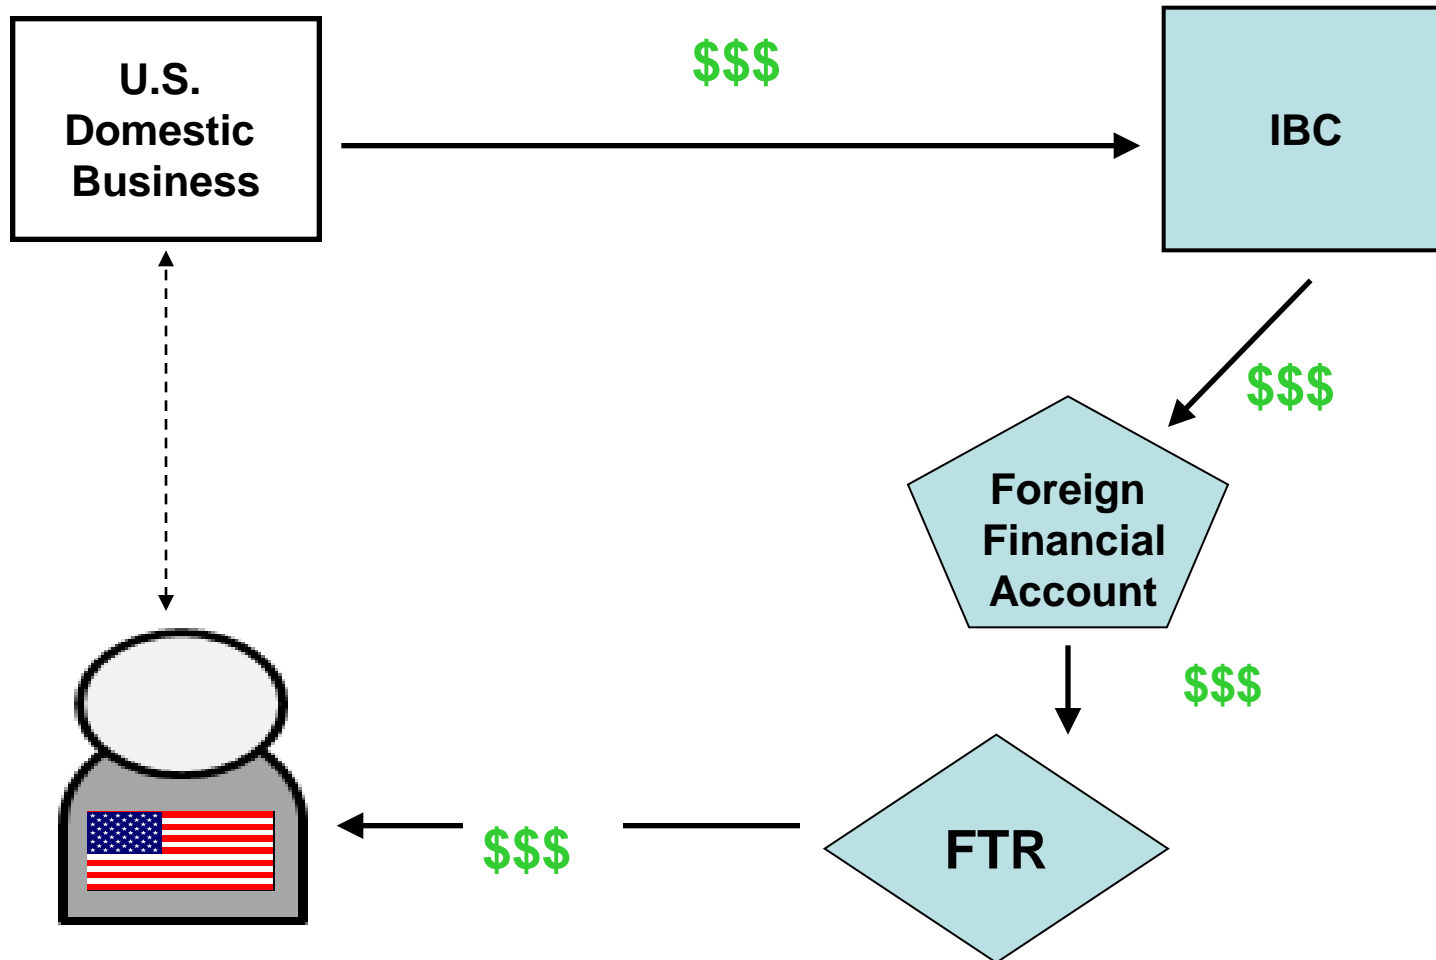 U.S.
Domestic
Business
$$$
IBC
$$$
Foreign
Financial
Account
$$$
FTR
$$$